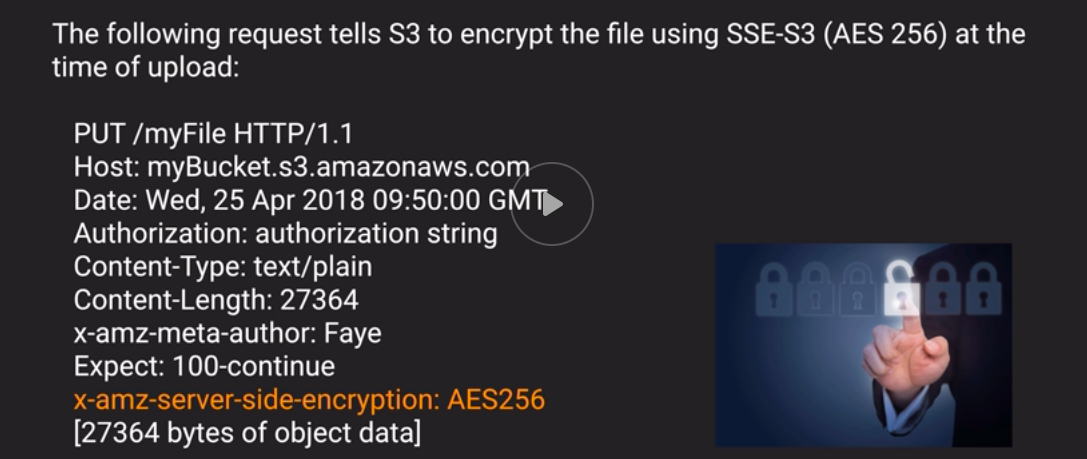 The following request tells S3 to encrypt the file using SSE-S3 (AES 256) at the
time of upload:
PUT /myFile HTTP/1.1
Host: myBucket.s3.amazonaws.com
Date: Wed, 25 Apr 2018 09:50:00 GMT
Authorization: authorization string
Content-Type: text/plain
Content-Length: 27364
x-amz-meta-author: Faye
Expect: 100-continue
x-amz-server-side-encryption: AES256
[27364 bytes of object data]